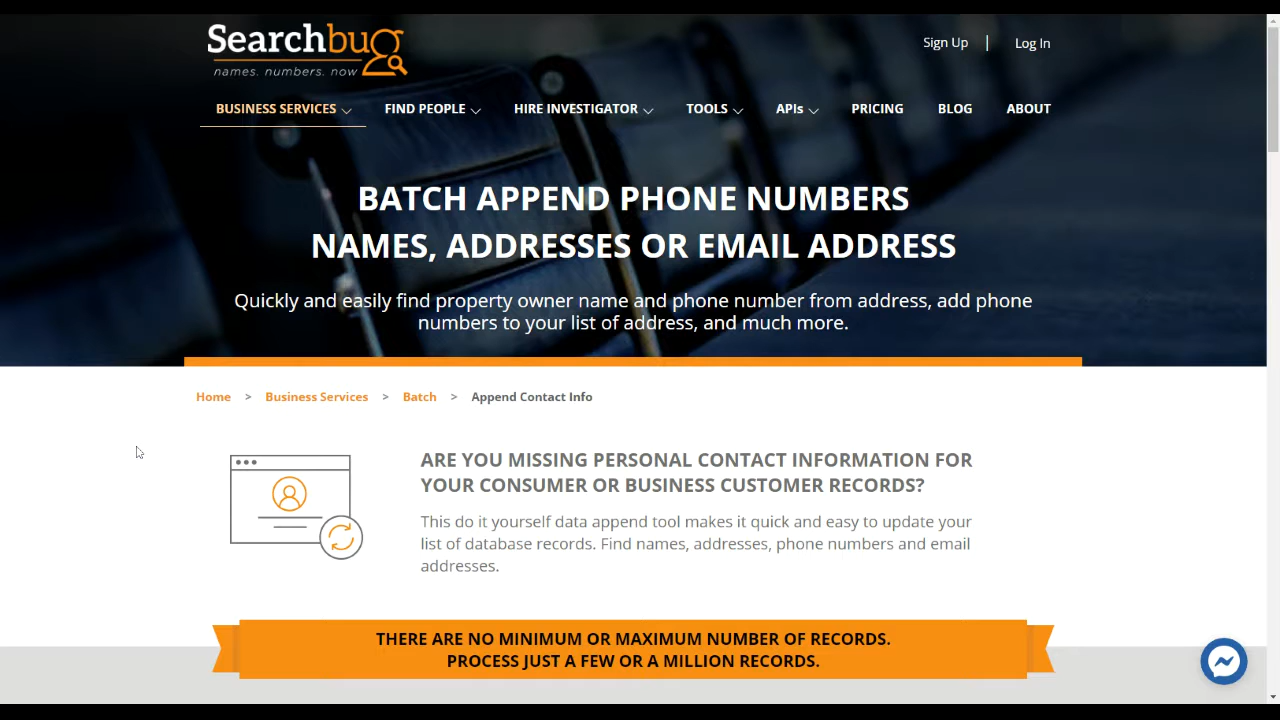 Searchbug
names. numbers. now
Sign Up | Log In
BUSINESS SERVICES FIND PEOPLE HIRE INVESTIGATOR TOOLS APIs PRICING BLOG ABOUT
BATCH APPEND PHONE NUMBERS
NAMES, ADDRESSES OR EMAIL ADDRESS
Quickly and easily find property owner name and phone number from address, add phone
numbers to your list of address, and much more.
Home > Business Services > Batch > Append Contact Info
ARE YOU MISSING PERSONAL CONTACT INFORMATION FOR
YOUR CONSUMER OR BUSINESS CUSTOMER RECORDS?
This do it yourself data append tool makes it quick and easy to update your
list of database records. Find names, addresses, phone numbers and email
addresses.
THERE ARE NO MINIMUM OR MAXIMUM NUMBER OF RECORDS.
PROCESS JUST A FEW OR A MILLION RECORDS.